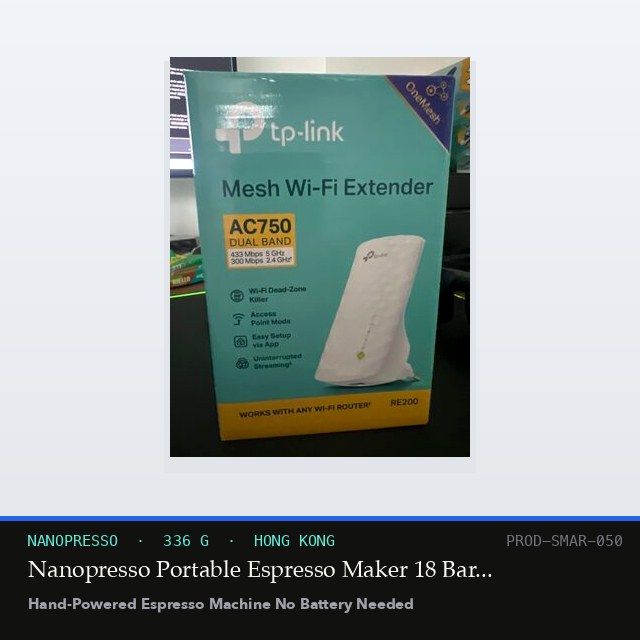 OneMesh
tp-link
Mesh Wi-Fi Extender
AC750
DUAL BAND
433 Mbps 5 GHz
300 Mbps 2.4 GHz
tp-link
Wi-Fi Dead-Zone
Killer
Access
Point Mode
Easy Setup
via App
Uninterrupted
Streaming
WORKS WITH ANY WI-FI ROUTER
RE200
NANOPRESSO · 336 G · HONG KONG
PROD–SMAR–050
Nanopresso Portable Espresso Maker 18 Bar...
Hand-Powered Espresso Machine No Battery Needed